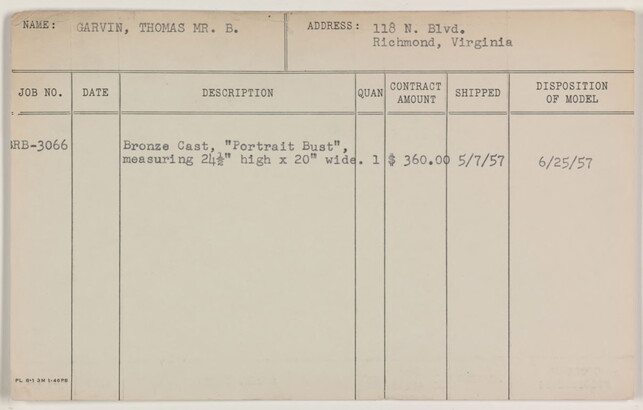 NAME: GARVIN, THOMAS MR. B. ADDRESS: 118 N. Blvd.
Richmond, Virginia
JOB NO. DATE DESCRIPTION QUAN CONTRACT AMOUNT SHIPPED DISPOSITION OF MODEL
RB-3066 Bronze Cast, "Portrait Bust",
measuring 24½" high x 20" wide. 1 $ 360.00 5/7/57 6/25/57